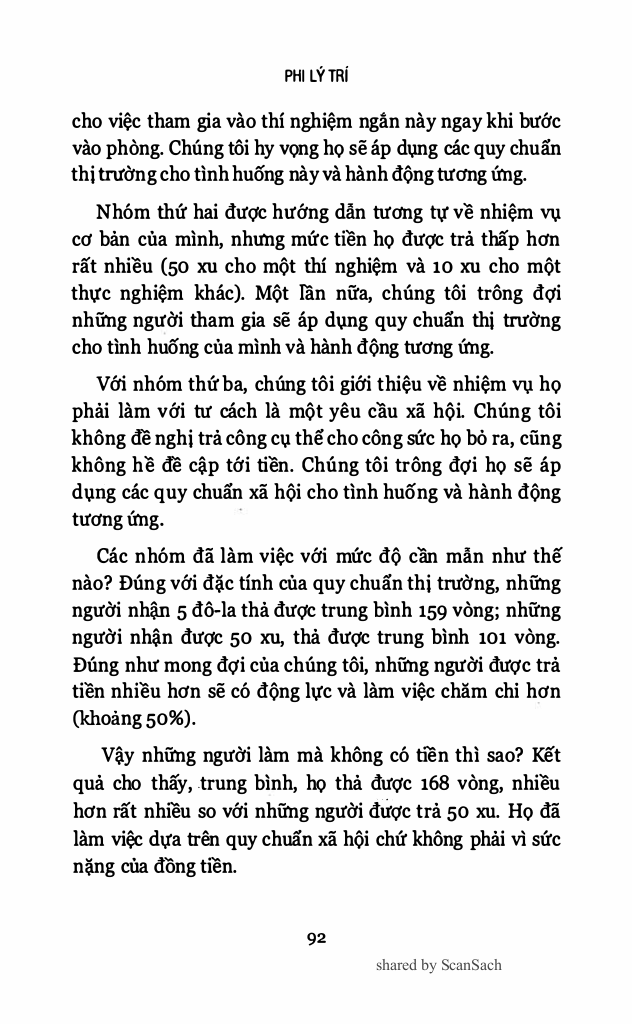 PHI LÝ TRÍ
cho việc tham gia vào thí nghiệm ngắn này ngay khi bước
vào phòng. Chúng tôi hy vọng họ sẽ áp dụng các quy chuẩn
thị trường cho tình huống này và hành động tương ứng.
Nhóm thứ hai được hướng dẫn tương tự về nhiệm vụ
cơ bản của mình, nhưng mức tiền họ được trả thấp hơn
rất nhiều (50 xu cho một thí nghiệm và 10 xu cho một
thực nghiệm khác). Một lần nữa, chúng tôi trông đợi
những người tham gia sẽ áp dụng quy chuẩn thị trường
cho tình huống của mình và hành động tương ứng.
Với nhóm thứ ba, chúng tôi giới thiệu về nhiệm vụ họ
phải làm với tư cách là một yêu cầu xã hội. Chúng tôi
không đề nghị trả công cụ thể cho công sức họ bỏ ra, cũng
không hề đề cập tới tiền. Chúng tôi trông đợi họ sẽ áp
dụng các quy chuẩn xã hội cho tình huống và hành động
tương ứng.
Các nhóm đã làm việc với mức độ cần mẫn như thế
nào? Đúng với đặc tính của quy chuẩn thị trường, những
người nhận 5 đô-la thả được trung bình 159 vòng; những
người nhận được 50 xu, thả được trung bình 101 vòng.
Đúng như mong đợi của chúng tôi, những người được trả
tiền nhiều hơn sẽ có động lực và làm việc chăm chỉ hơn
(khoảng 50%).
Vậy những người làm mà không có tiền thì sao? Kết
quả cho thấy, trung bình, họ thả được 168 vòng, nhiều
hơn rất nhiều so với những người được trả 50 xu. Họ đã
làm việc dựa trên quy chuẩn xã hội chứ không phải vì sức
nặng của đồng tiền.
92
shared by ScanSach